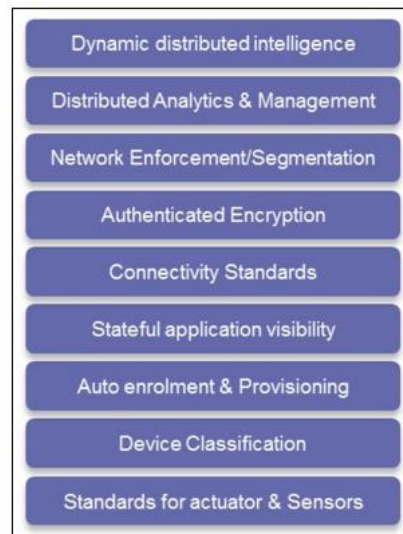 Dynamic distributed intelligence
Distributed Analytics & Management
Network Enforcement/Segmentation
Authenticated Encryption
Connectivity Standards
Stateful application visibility
Auto enrolment & Provisioning
Device Classification
Standards for actuator & Sensors